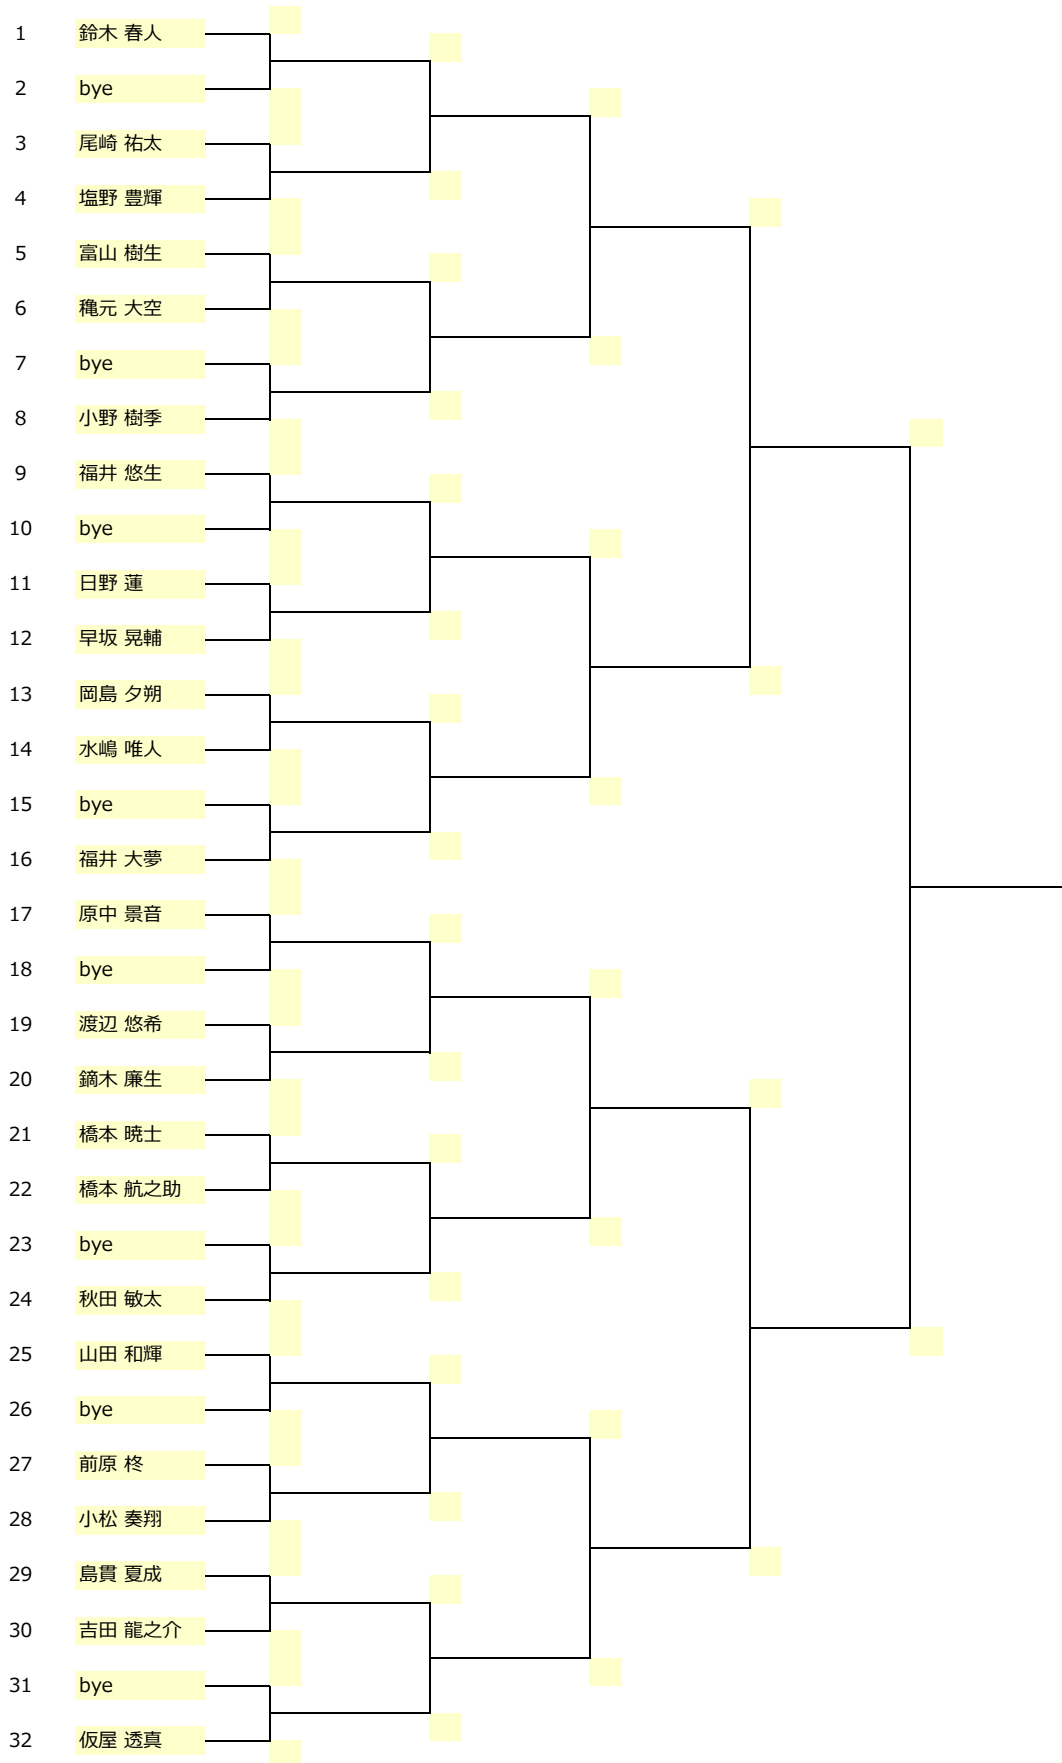 1 鈴木 春人
2 bye
3 尾崎 祐太
4 塩野 豊輝
5 富山 樹生
6 穐元 大空
7 bye
8 小野 樹季
9 福井 悠生
10 bye
11 日野 蓮
12 早坂 晃輔
13 岡島 夕朔
14 水嶋 唯人
15 bye
16 福井 大夢
17 原中 景音
18 bye
19 渡辺 悠希
20 鏑木 廉生
21 橋本 暁士
22 橋本 航之助
23 bye
24 秋田 敏太
25 山田 和輝
26 bye
27 前原 柊
28 小松 奏翔
29 島貫 夏成
30 吉田 龍之介
31 bye
32 仮屋 透真